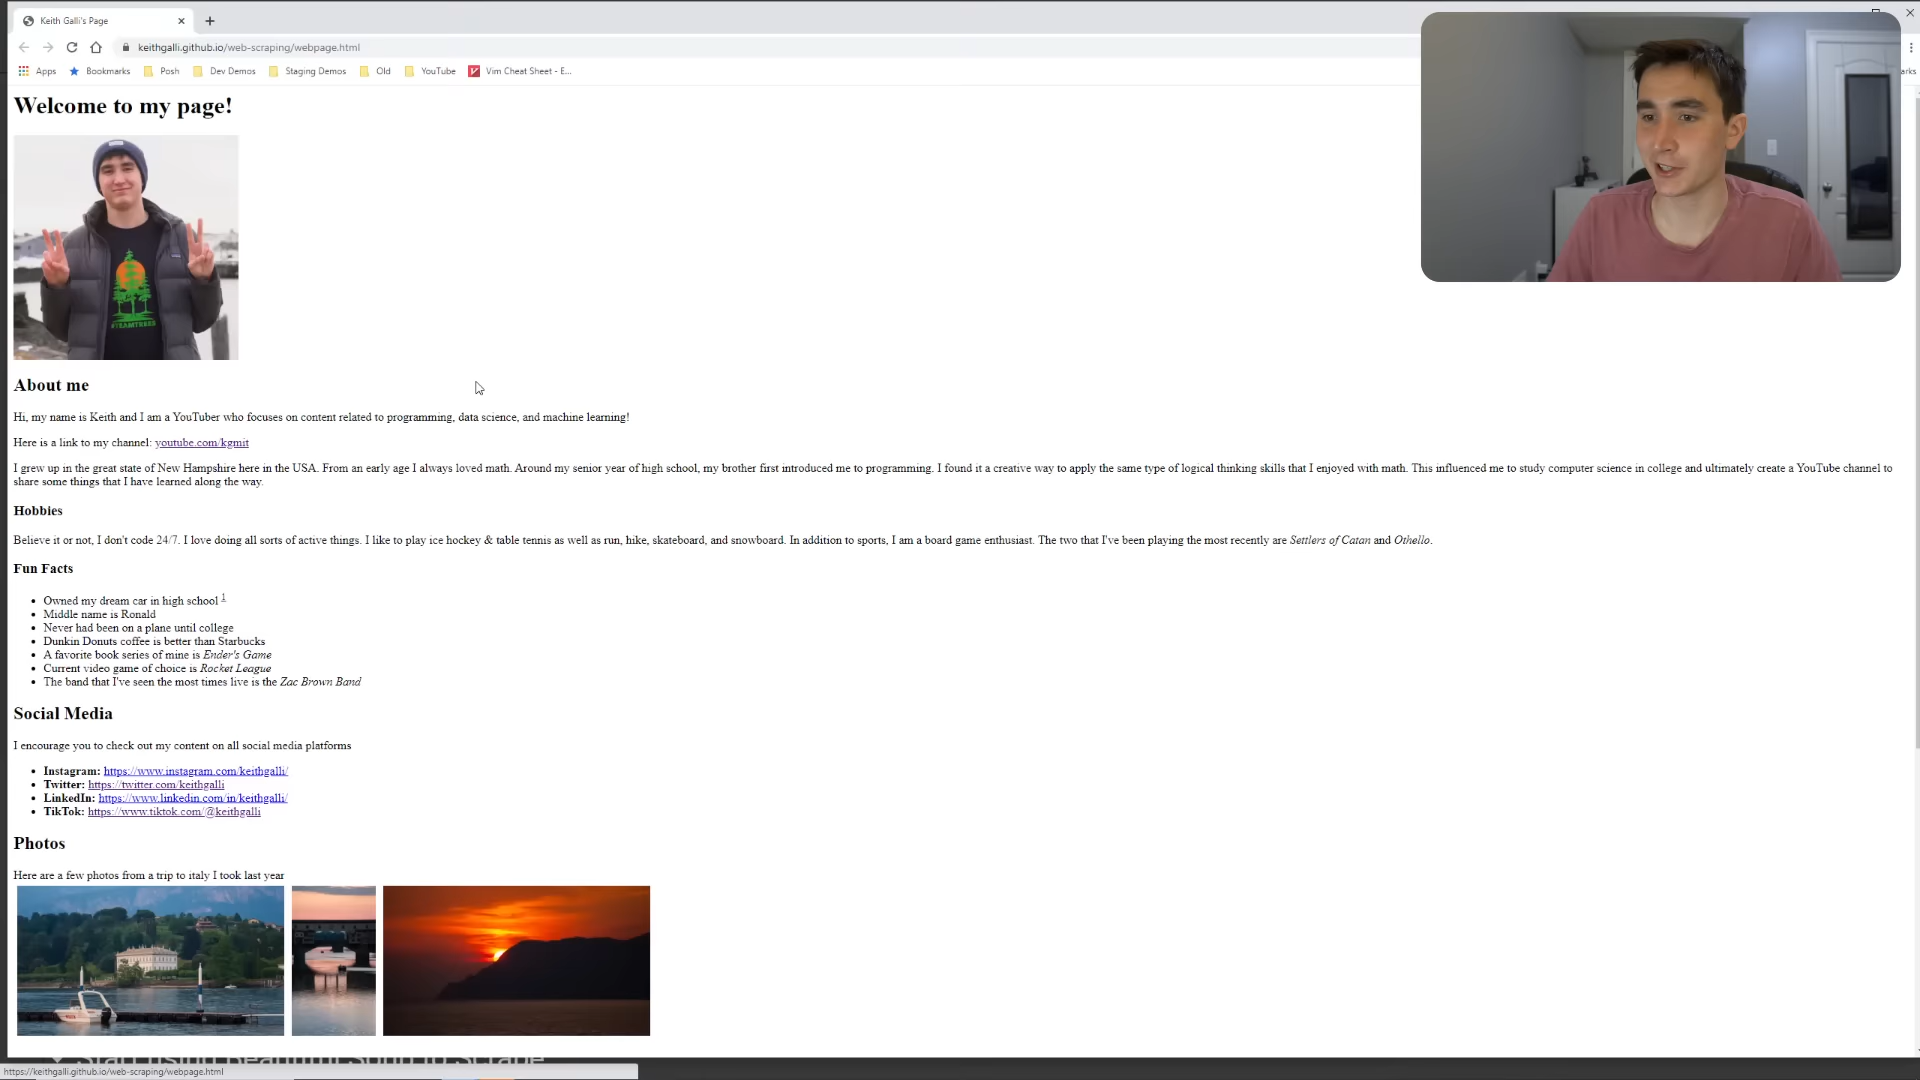 Keith Galli's Page
keithgalli.github.io/web-scraping/webpage.html
Apps Bookmarks Posh Dev Demos Staging Demos Old YouTube Vim Cheat Sheet - E...
arks
Welcome to my page!
#TEAMTREES
About me
Hi, my name is Keith and I am a YouTuber who focuses on content related to programming, data science, and machine learning!
Here is a link to my channel: youtube.com/kgmit
I grew up in the great state of New Hampshire here in the USA. From an early age I always loved math. Around my senior year of high school, my brother first introduced me to programming. I found it a creative way to apply the same type of logical thinking skills that I enjoyed with math. This influenced me to study computer science in college and ultimately create a YouTube channel to
share some things that I have learned along the way.
Hobbies
Believe it or not, I don't code 24/7. I love doing all sorts of active things. I like to play ice hockey & table tennis as well as run, hike, skateboard, and snowboard. In addition to sports, I am a board game enthusiast. The two that I've been playing the most recently are Settlers of Catan and Othello.
Fun Facts
• Owned my dream car in high school 1
• Middle name is Ronald
• Never had been on a plane until college
• Dunkin Donuts coffee is better than Starbucks
• A favorite book series of mine is Ender's Game
• Current video game of choice is Rocket League
• The band that I've seen the most times live is the Zac Brown Band
Social Media
I encourage you to check out my content on all social media platforms
• Instagram: https://www.instagram.com/keithgalli/
• Twitter: https://twitter.com/keithgalli
• LinkedIn: https://www.linkedin.com/in/keithgalli/
• TikTok: https://www.tiktok.com/@keithgalli
Photos
Here are a few photos from a trip to italy I took last year
Start using Beautiful Soup to Scrape
https://keithgalli.github.io/web-scraping/webpage.html